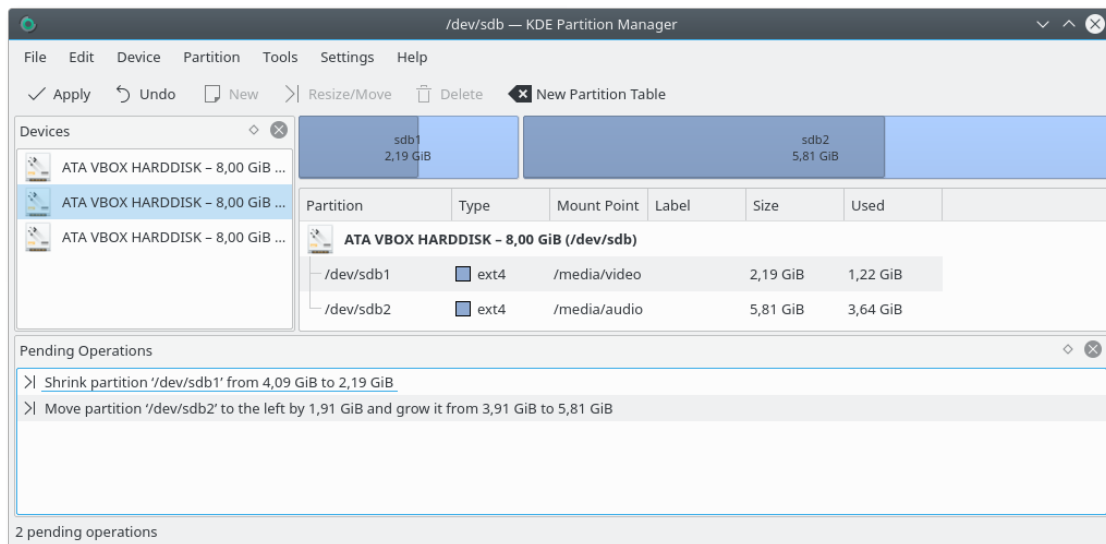 /dev/sdb — KDE Partition Manager
File Edit Device Partition Tools Settings Help
Apply Undo New Resize/Move Delete New Partition Table
Devices
ATA VBOX HARDDISK – 8,00 GiB ...
ATA VBOX HARDDISK – 8,00 GiB ...
ATA VBOX HARDDISK – 8,00 GiB ...
sdb1
2,19 GiB
sdb2
5,81 GiB
Partition Type Mount Point Label Size Used
ATA VBOX HARDDISK – 8,00 GiB (/dev/sdb)
/dev/sdb1 ext4 /media/video 2,19 GiB 1,22 GiB
/dev/sdb2 ext4 /media/audio 5,81 GiB 3,64 GiB
Pending Operations
Shrink partition ‘/dev/sdb1’ from 4,09 GiB to 2,19 GiB
Move partition ‘/dev/sdb2’ to the left by 1,91 GiB and grow it from 3,91 GiB to 5,81 GiB
2 pending operations